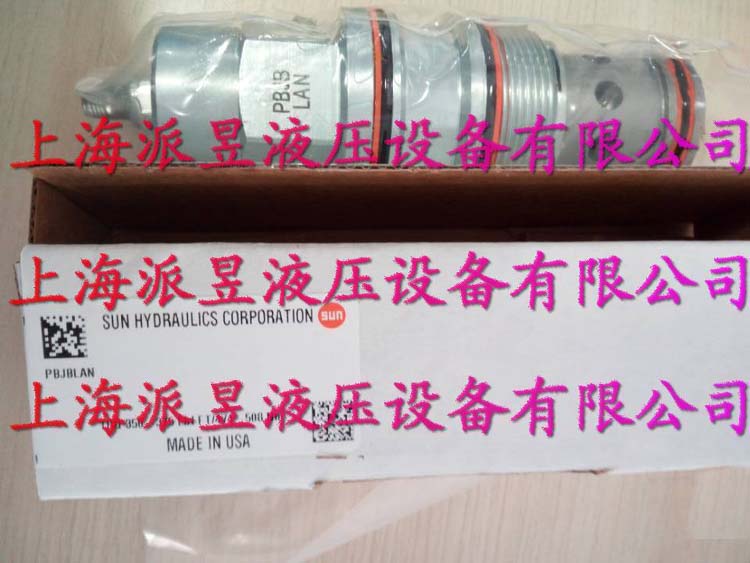 PBJB
LAN
上海派昱液压设备有限公司
上海派昱液压设备有限公司
SUN HYDRAULICS CORPORATION sun
PBJBLAN
上海派昱液压设备有限公司
MADE IN USA